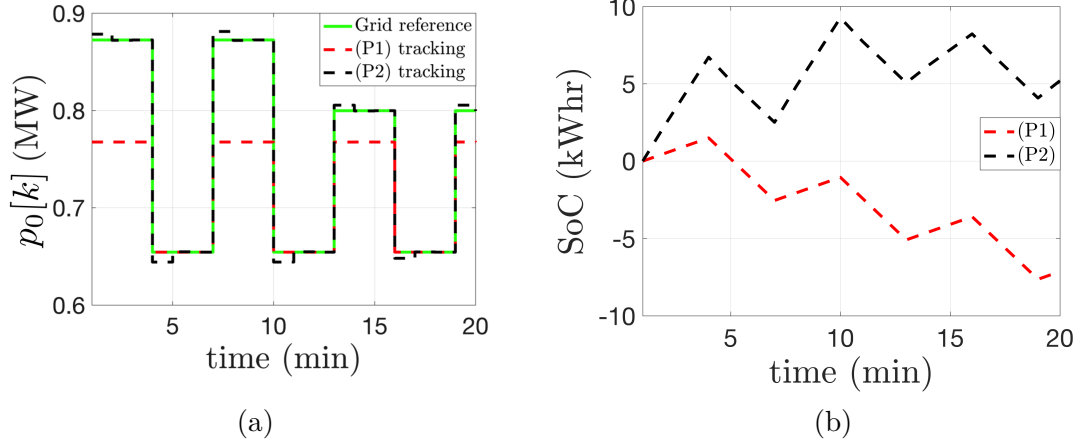 0.9
0.8
0.7
0.6
p₀[k] (MW)
Grid reference
(P1) tracking
(P2) tracking
5
10
15
20
time (min)
(a)
10
5
0
-5
-10
SoC (kWhr)
(P1)
(P2)
5
10
15
20
time (min)
(b)